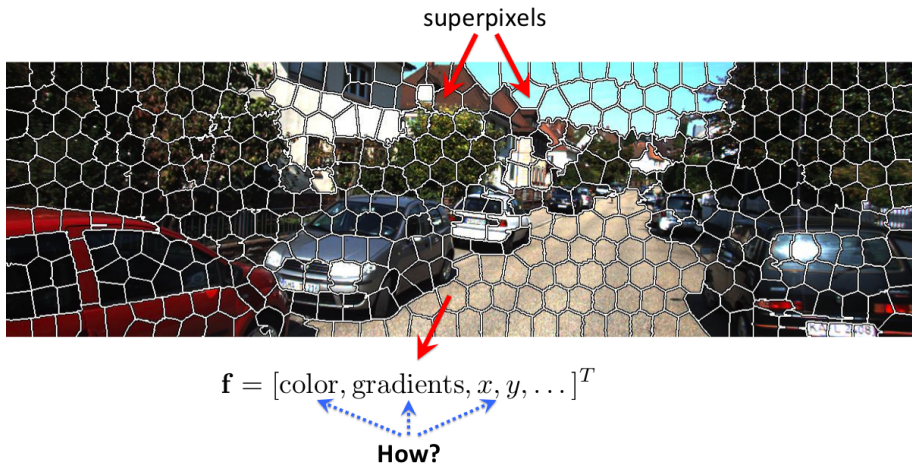 superpixels
f = [color, gradients, x, y, . . . ]^T
How?